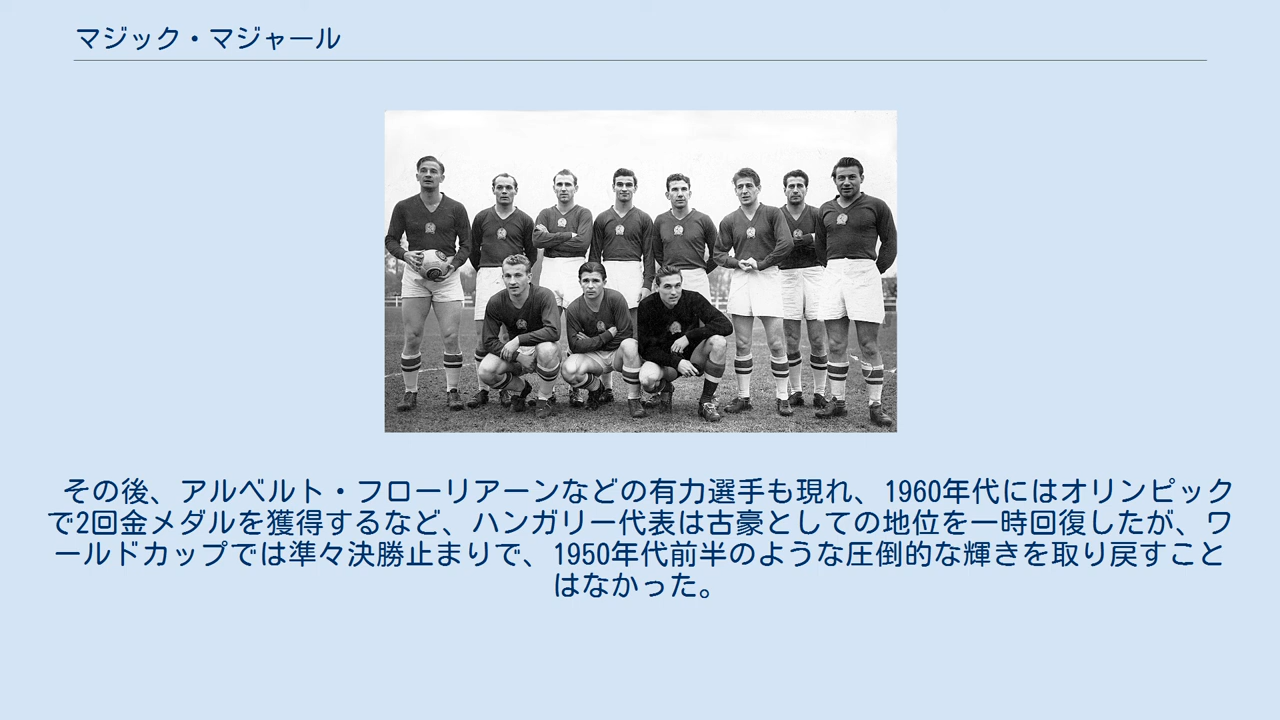 マジック・マジャール
その後、アルベルト・フローリアーンなどの有力選手も現れ、1960年代にはオリンピック
で2回金メダルを獲得するなど、ハンガリー代表は古豪としての地位を一時回復したが、ワ
ールドカップでは準々決勝止まりで、1950年代前半のような圧倒的な輝きを取り戻すこと
はなかった。